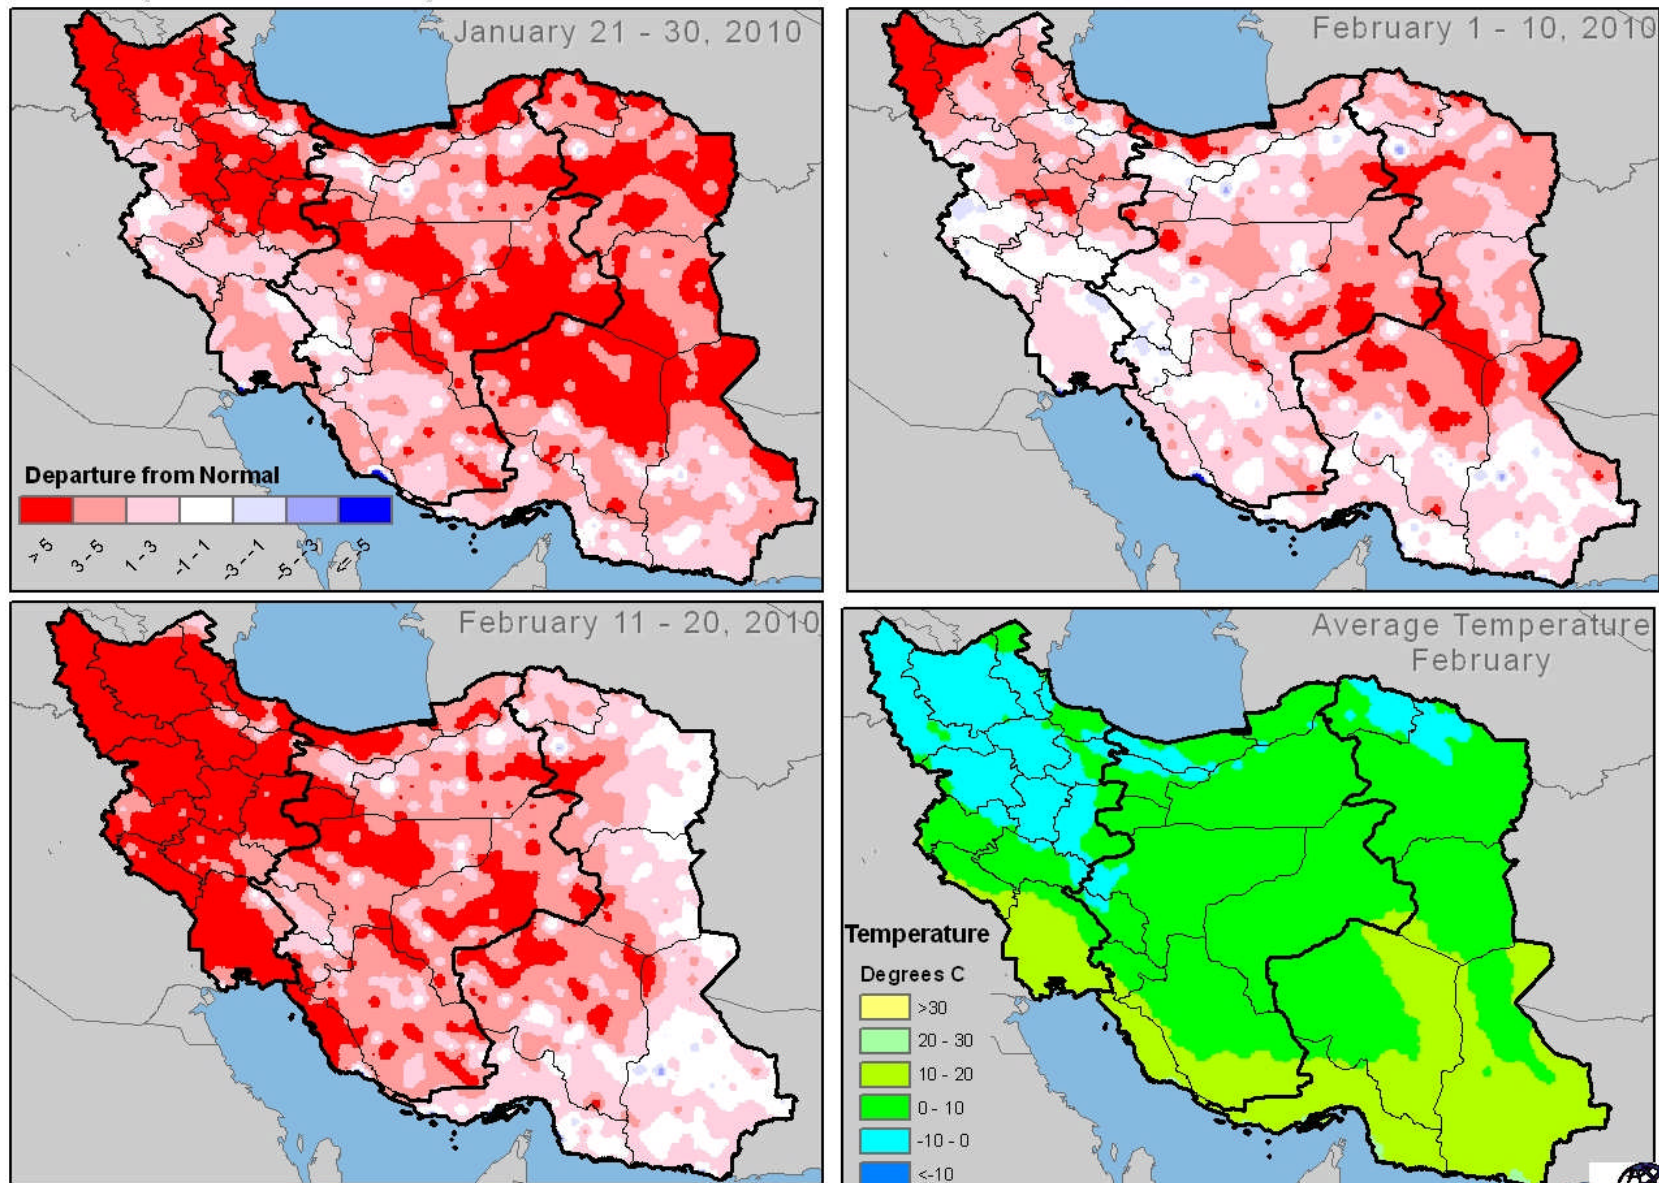 January 21 - 30, 2010
February 1 - 10, 2010
Departure from Normal
> 5
3 - 5
1 - 3
-1 - 1
-3 - -1
-5 - -3
<= -5
February 11 - 20, 2010
Average Temperature
February
Temperature
Degrees C
>30
20 - 30
10 - 20
0 - 10
-10 - 0
<-10